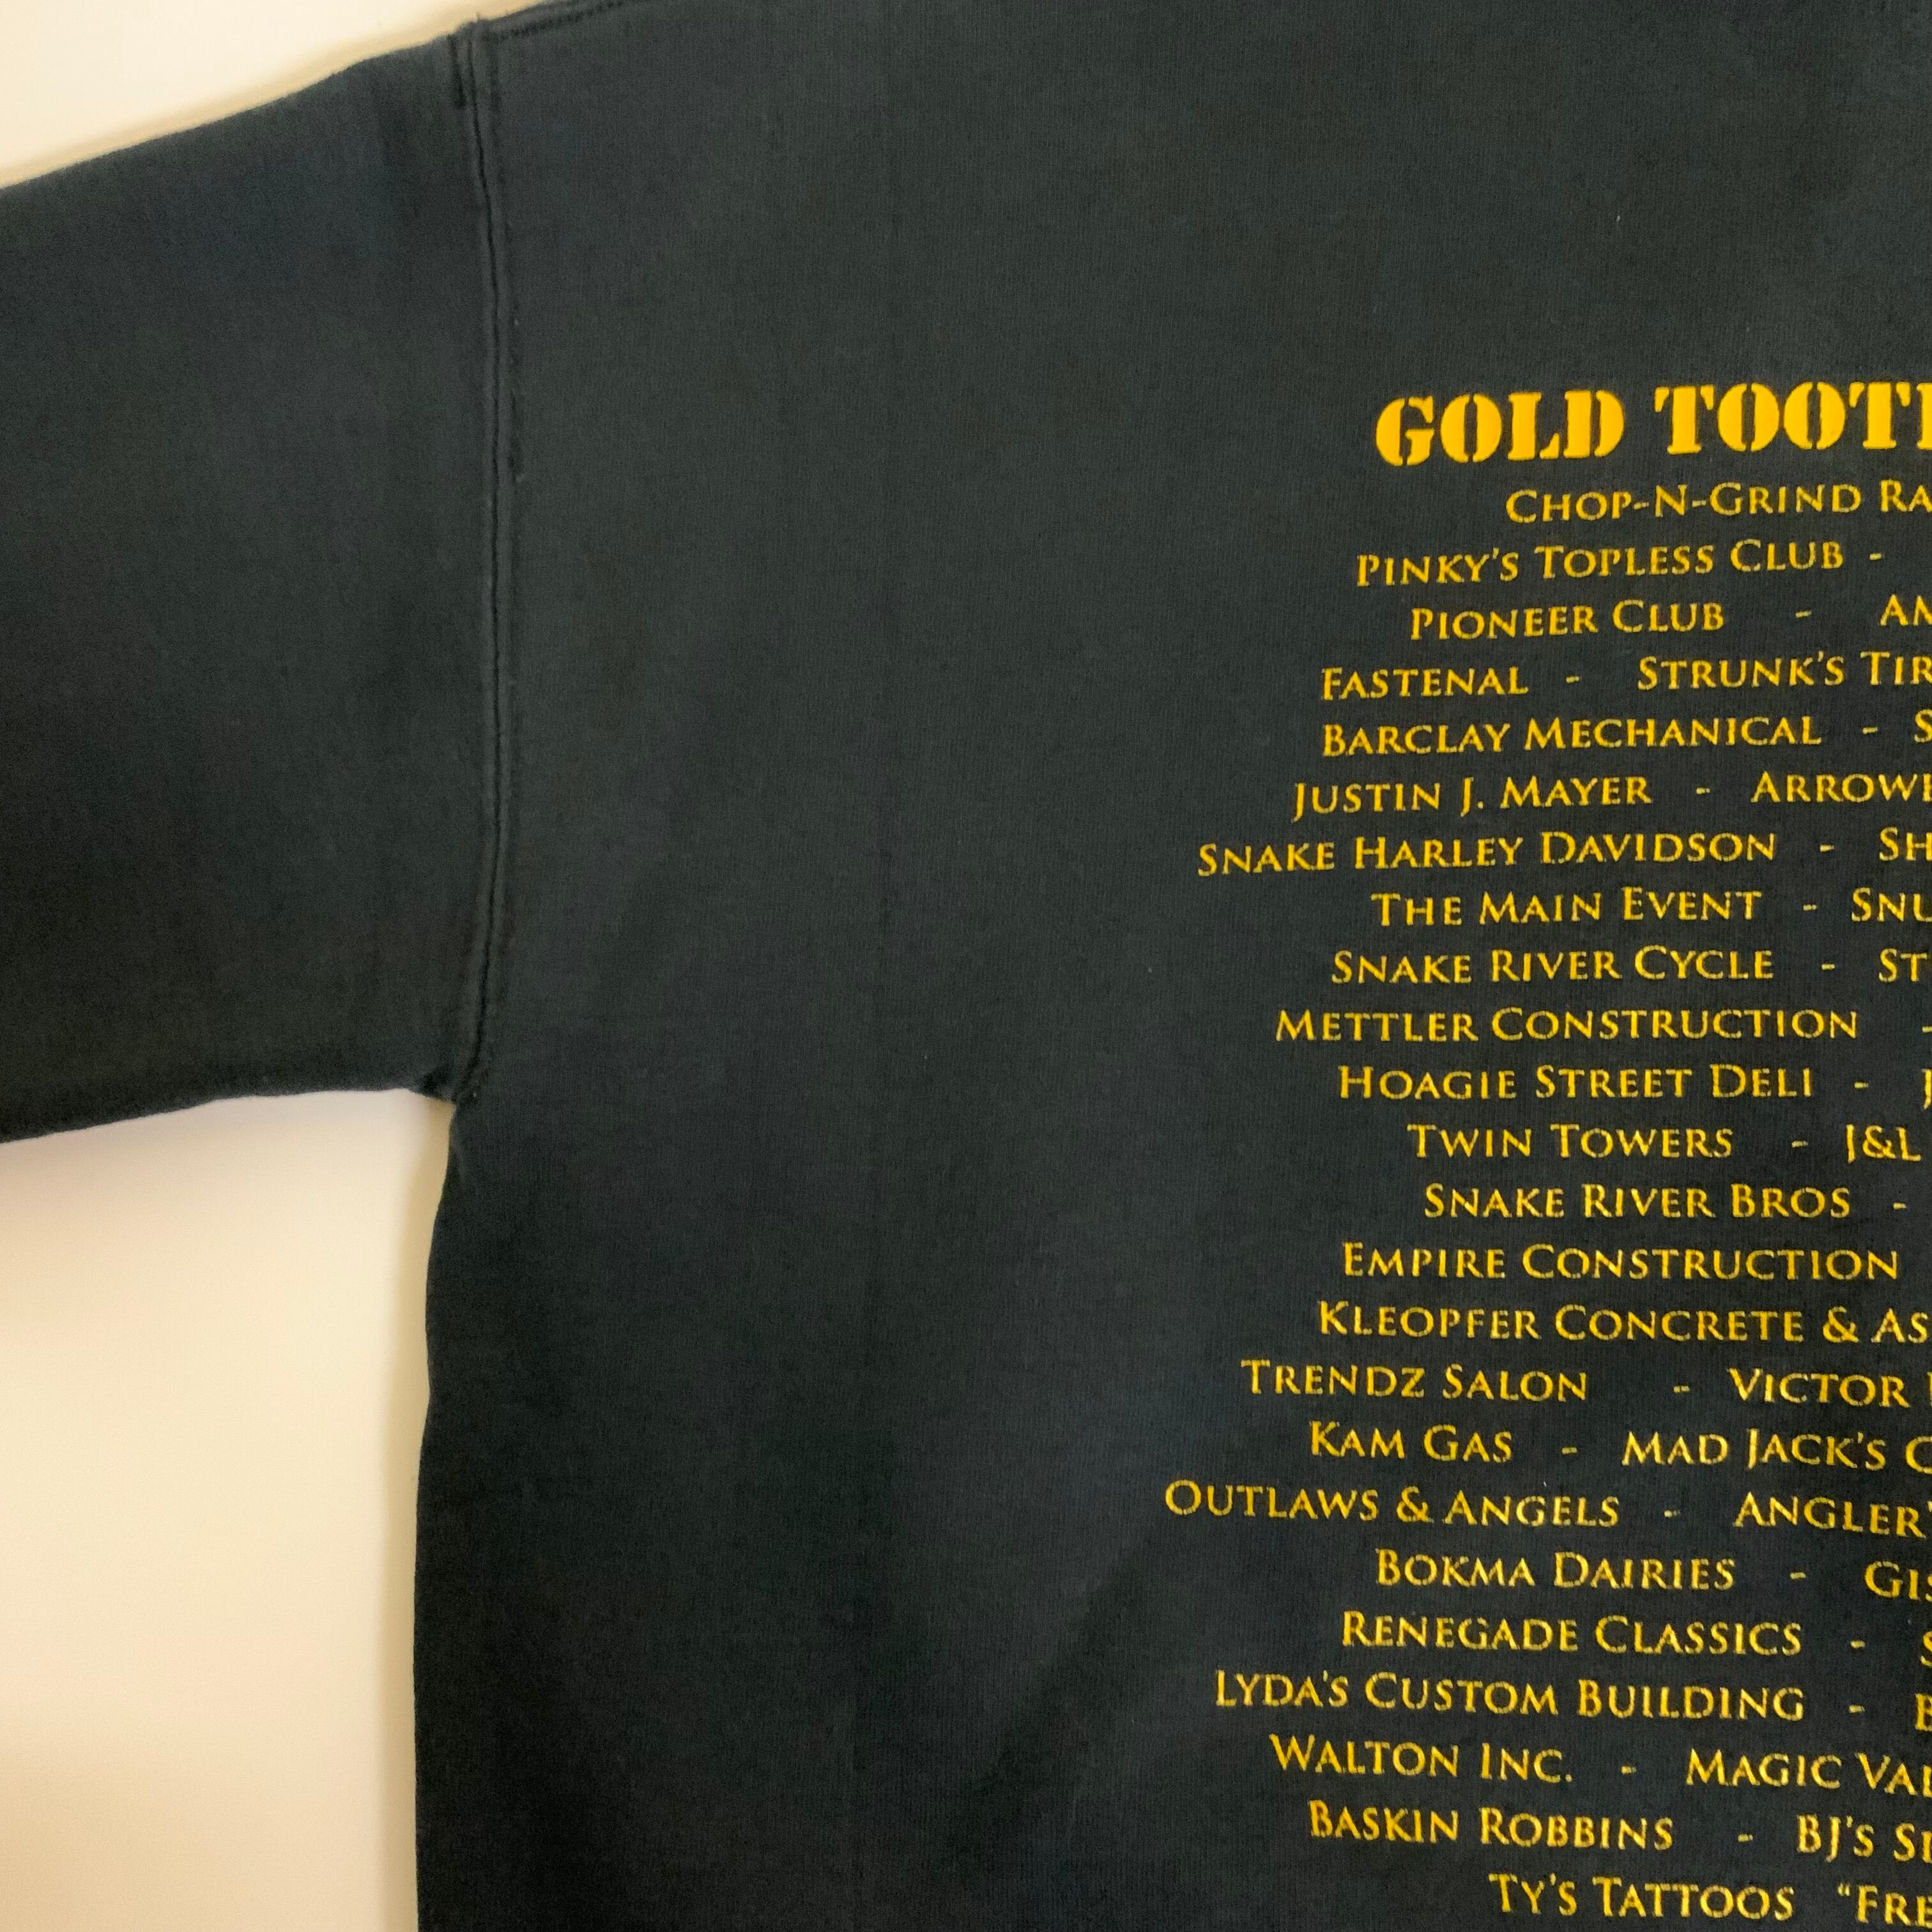 GOLD TOOT
CHOP-N-GRIND RA
PINKY'S TOPLESS CLUB -
PIONEER CLUB - AM
FASTENAL - STRUNK'S TIR
BARCLAY MECHANICAL - S
JUSTIN J. MAYER - ARROW
SNAKE HARLEY DAVIDSON - SH
THE MAIN EVENT - SNU
SNAKE RIVER CYCLE - ST
METTLER CONSTRUCTION -
HOAGIE STREET DELI - J
TWIN TOWERS - J&L
SNAKE RIVER BROS -
EMPIRE CONSTRUCTION
KLEOPFER CONCRETE & AS
TRENDZ SALON - VICTOR
KAM GAS - MAD JACK'S C
OUTLAWS & ANGELS - ANGLER'
BOKMA DAIRIES - GIS
RENEGADE CLASSICS - S
LYDA'S CUSTOM BUILDING - B
WALTON INC. - MAGIC VAL
BASKIN ROBBINS - BJ'S SI
TY'S TATTOOS "FRE